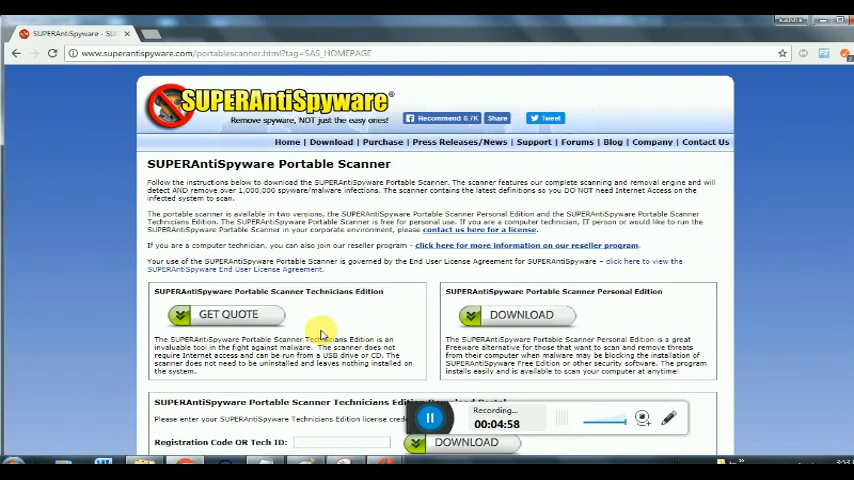 SUPERAntiSpyware - SU
www.superantispyware.com/portablescanner.html?tag=SAS_HOMEPAGE
SUPERAntiSpyware®
Remove spyware, NOT just the easy ones!
Recommend 6.7K
Share
Tweet
Home | Download | Purchase | Press Releases/News | Support | Forums | Blog | Company | Contact Us
SUPERAntiSpyware Portable Scanner
Follow the instructions below to download the SUPERAntiSpyware Portable Scanner. The scanner features our complete scanning and removal engine and will
detect AND remove over 1,000,000 spyware/malware infections. The scanner contains the latest definitions so you DO NOT need Internet Access on the
infected system to scan.
The portable scanner is available in two versions, the SUPERAntiSpyware Portable Scanner Personal Edition and the SUPERAntiSpyware Portable Scanner
Technicians Edition. The SUPERAntiSpyware Portable Scanner is free for personal use. If you are a computer technician, IT person or would like to run the
SUPERAntiSpyware Portable Scanner in your corporate environment, please contact us here for a license.
If you are a computer technician, you can also join our reseller program - click here for more information on our reseller program.
Your use of the SUPERAntiSpyware Portable Scanner is governed by the End User License Agreement for SUPERAntiSpyware – click here to view the
SUPERAntiSpyware End User License Agreement.
SUPERAntiSpyware Portable Scanner Technicians Edition
GET QUOTE
The SUPERAntiSpyware Portable Scanner Technicians Edition is an
invaluable tool in the fight against malware. The scanner does not
require Internet access and can be run from a USB drive or CD. The
scanner does not need to be uninstalled and leaves nothing installed on
the system.
SUPERAntiSpyware Portable Scanner Personal Edition
DOWNLOAD
The SUPERAntiSpyware Portable Scanner Personal Edition is a great
Freeware alternative for those that want to scan and remove threats
from their computer when malware may be blocking the installation of
SUPERAntiSpyware Free Edition or other security software. The program
installs easily and is available to scan your computer at anytime!
SUPERAntiSpyware Portable Scanner Technicians Edition Download Portal
Please enter your SUPERAntiSpyware Technicians Edition license
Registration Code OR Tech ID:
DOWNLOAD
Recording...
00:04:58